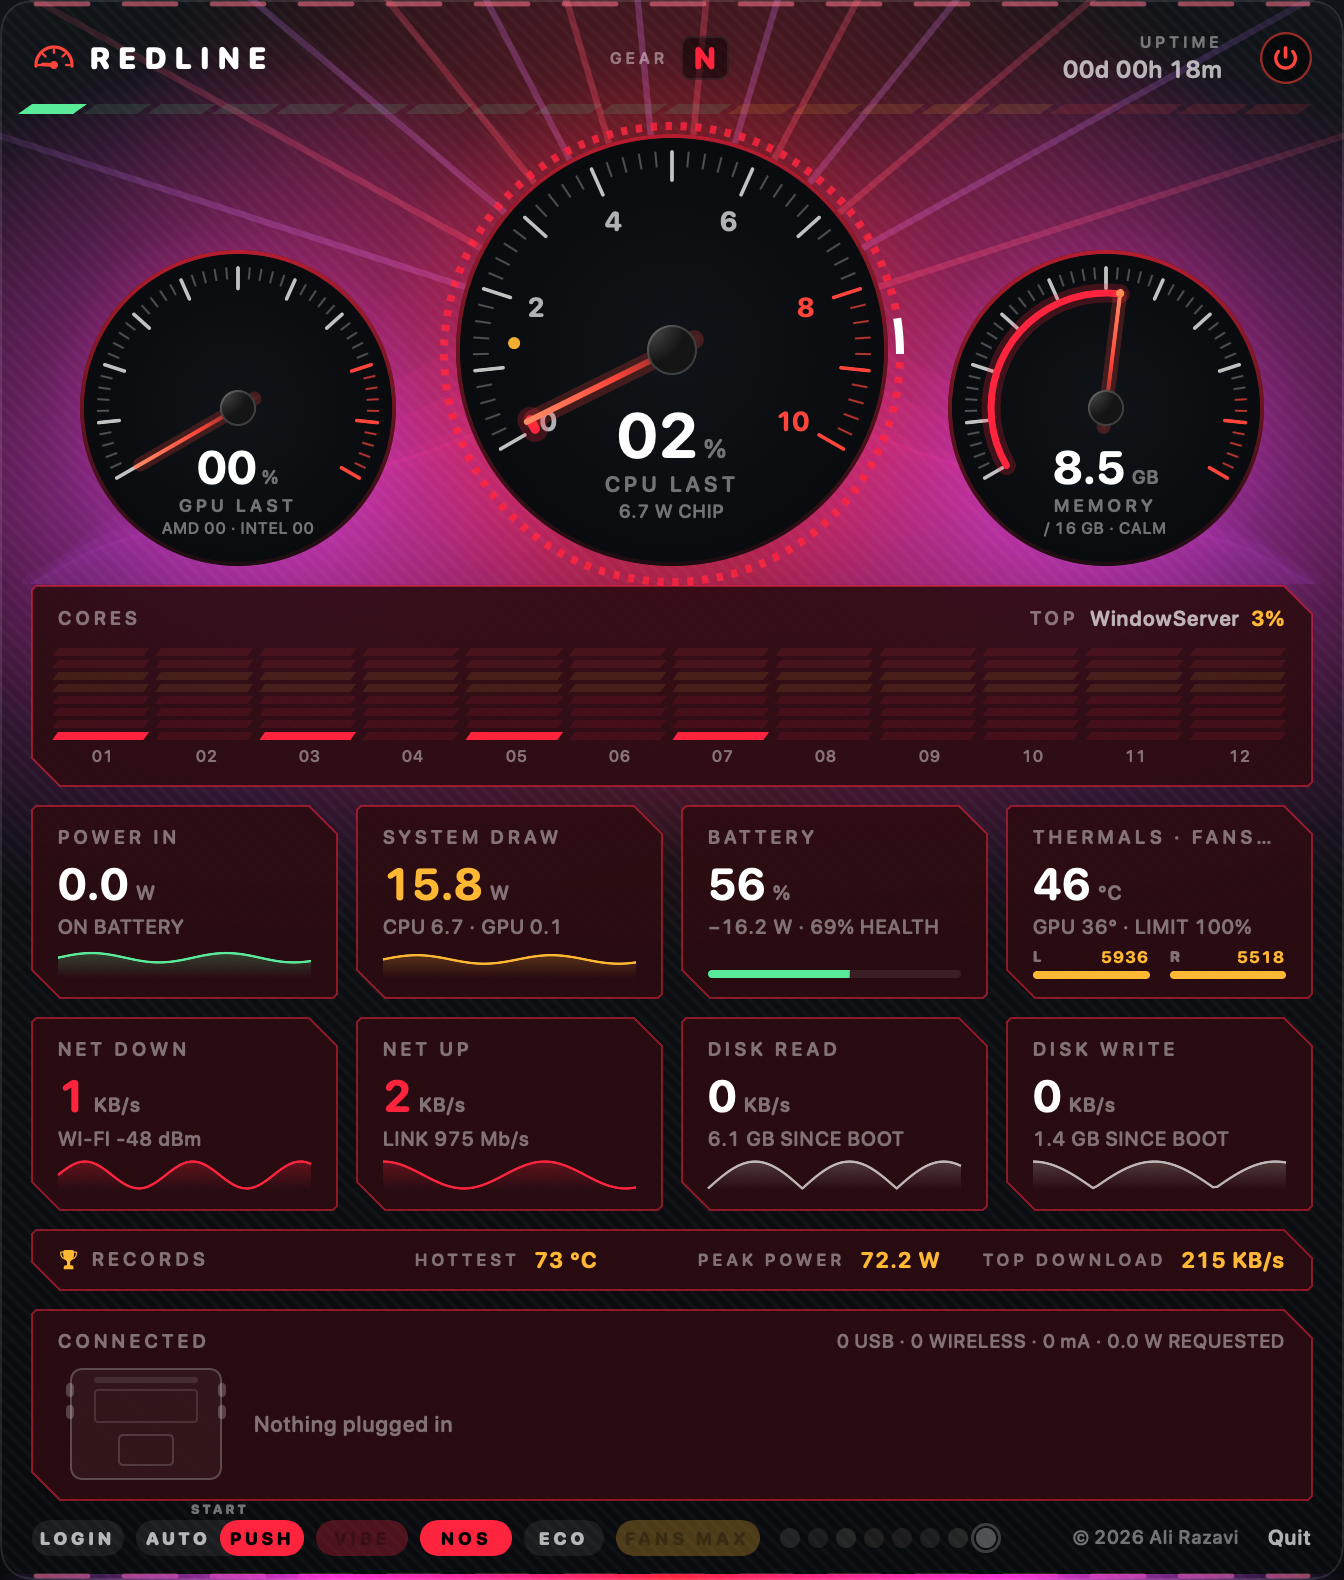 REDLINE
GEAR N
UPTIME
00d 00h 18m
4 6
2 8
0 10
02 %
CPU LAST
6.7 W CHIP
00 %
GPU LAST
AMD 00 · INTEL 00
8.5 GB
MEMORY
/ 16 GB · CALM
CORES TOP WindowServer 3%
01 02 03 04 05 06 07 08 09 10 11 12
POWER IN
0.0 W
ON BATTERY
SYSTEM DRAW
15.8 W
CPU 6.7 · GPU 0.1
BATTERY
56 %
−16.2 W · 69% HEALTH
THERMALS · FANS...
46 °C
GPU 36° · LIMIT 100%
L 5936 R 5518
NET DOWN
1 KB/s
WI-FI -48 dBm
NET UP
2 KB/s
LINK 975 Mb/s
DISK READ
0 KB/s
6.1 GB SINCE BOOT
DISK WRITE
0 KB/s
1.4 GB SINCE BOOT
RECORDS HOTTEST 73 °C PEAK POWER 72.2 W TOP DOWNLOAD 215 KB/s
CONNECTED 0 USB · 0 WIRELESS · 0 mA · 0.0 W REQUESTED
Nothing plugged in
START
LOGIN AUTO PUSH VIBE NOS ECO FANS MAX © 2026 Ali Razavi Quit